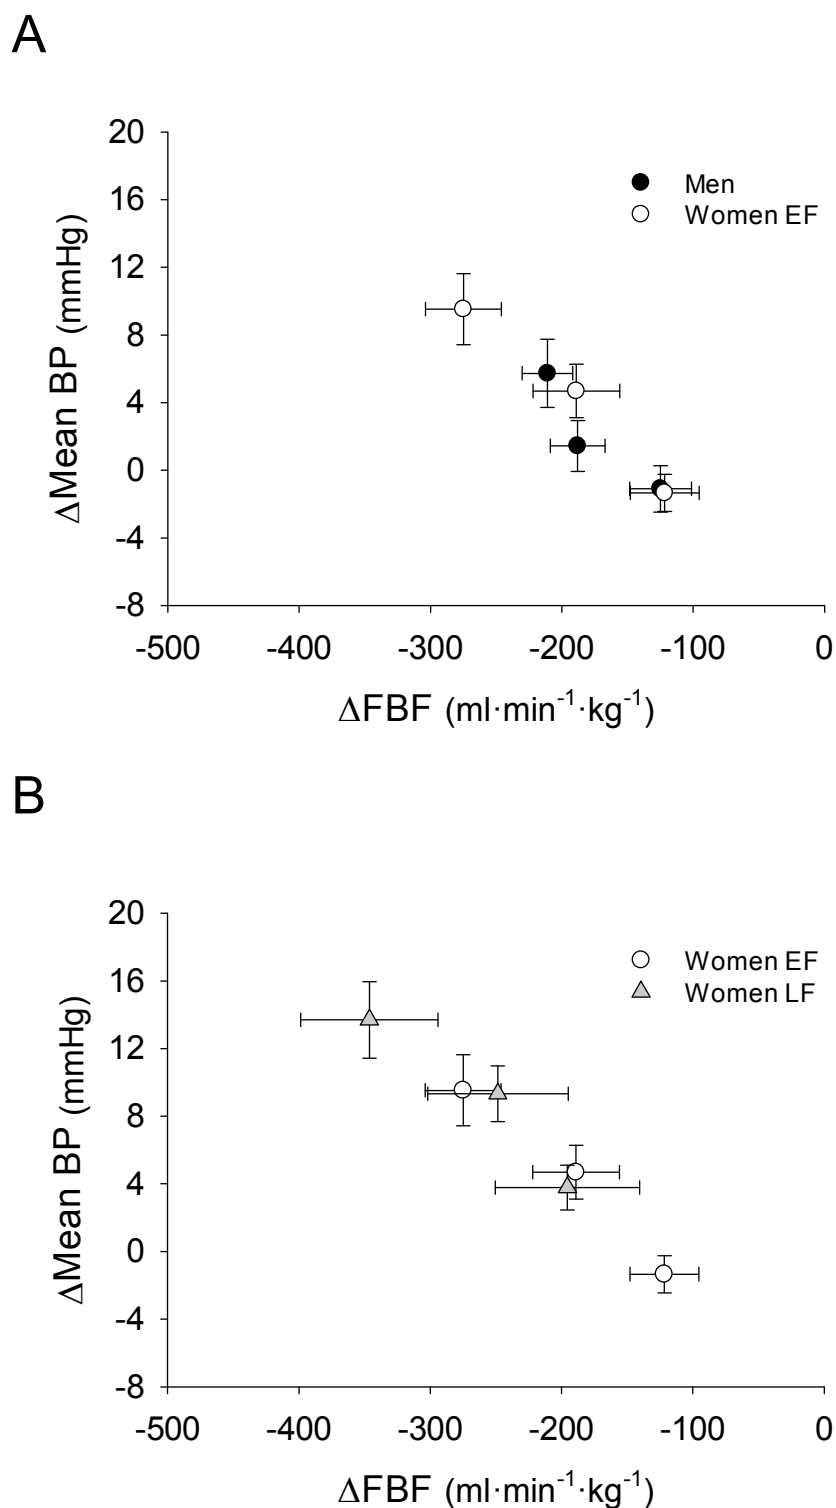 A
20
16
12
8
4
0
-4
-8
ΔMean BP (mmHg)
Men
Women EF
-500 -400 -300 -200 -100 0
ΔFBF (ml·min⁻¹·kg⁻¹)
B
20
16
12
8
4
0
-4
-8
ΔMean BP (mmHg)
Women EF
Women LF
-500 -400 -300 -200 -100 0
ΔFBF (ml·min⁻¹·kg⁻¹)